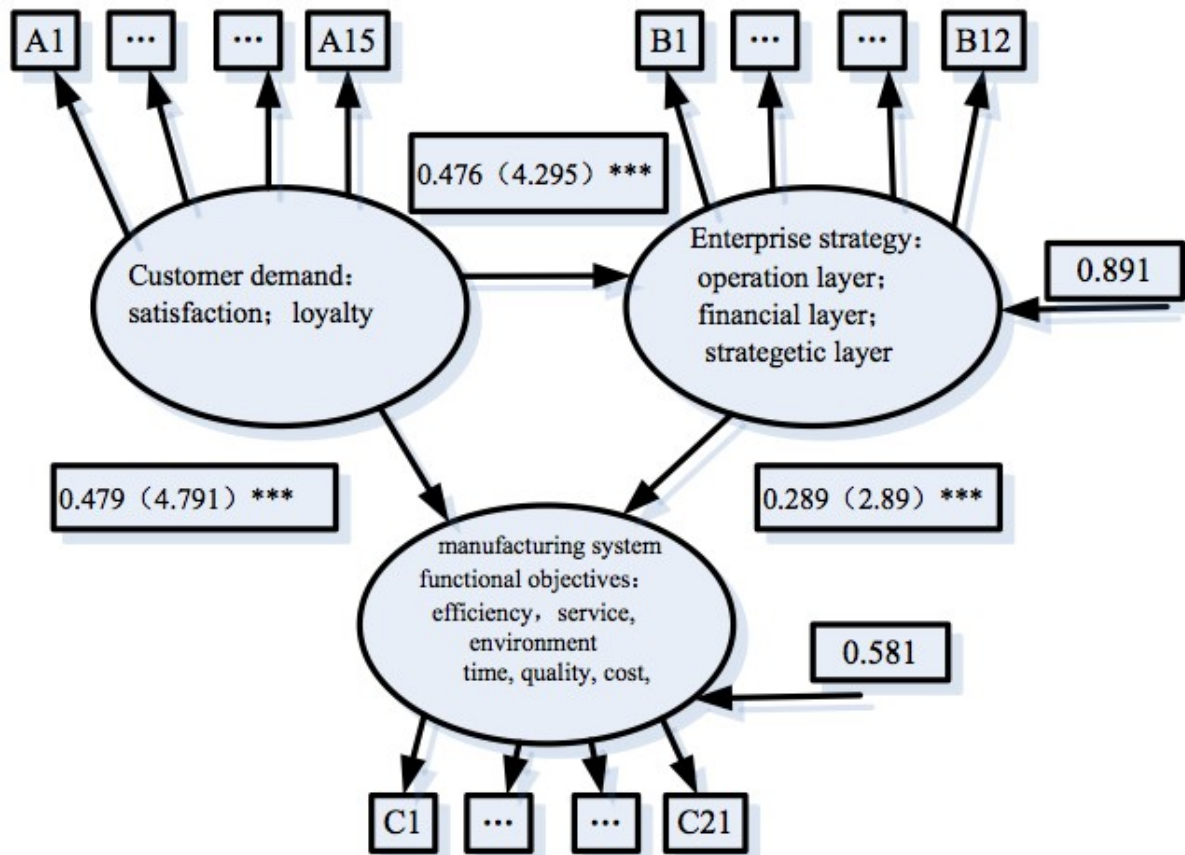 A1
...
...
A15
B1
...
...
B12
0.476（4.295）***
Customer demand：
satisfaction；loyalty
Enterprise strategy：
operation layer；
financial layer；
strategetic layer
0.891
0.479（4.791）***
0.289（2.89）***
manufacturing system
functional objectives：
efficiency，service,
environment
time, quality, cost,
0.581
C1
...
...
C21